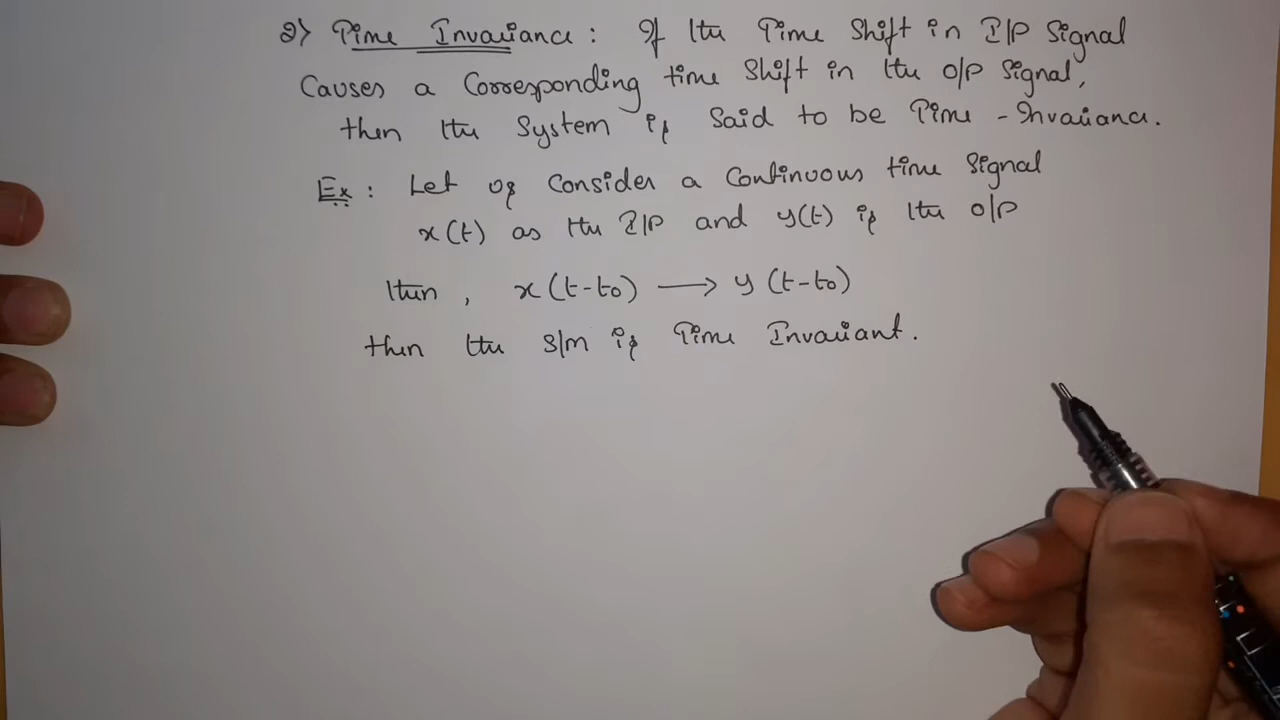 2) Time Invariance: If the Time Shift in I/P Signal
Causes a Corresponding time Shift in the O/P Signal,
then the System is Said to be Time-Invariance.
Ex: Let us Consider a Continuous time Signal
x(t) as the I/P and y(t) is the O/P
then, x(t-t0) → y(t-t0)
then the S/m is Time Invariant.